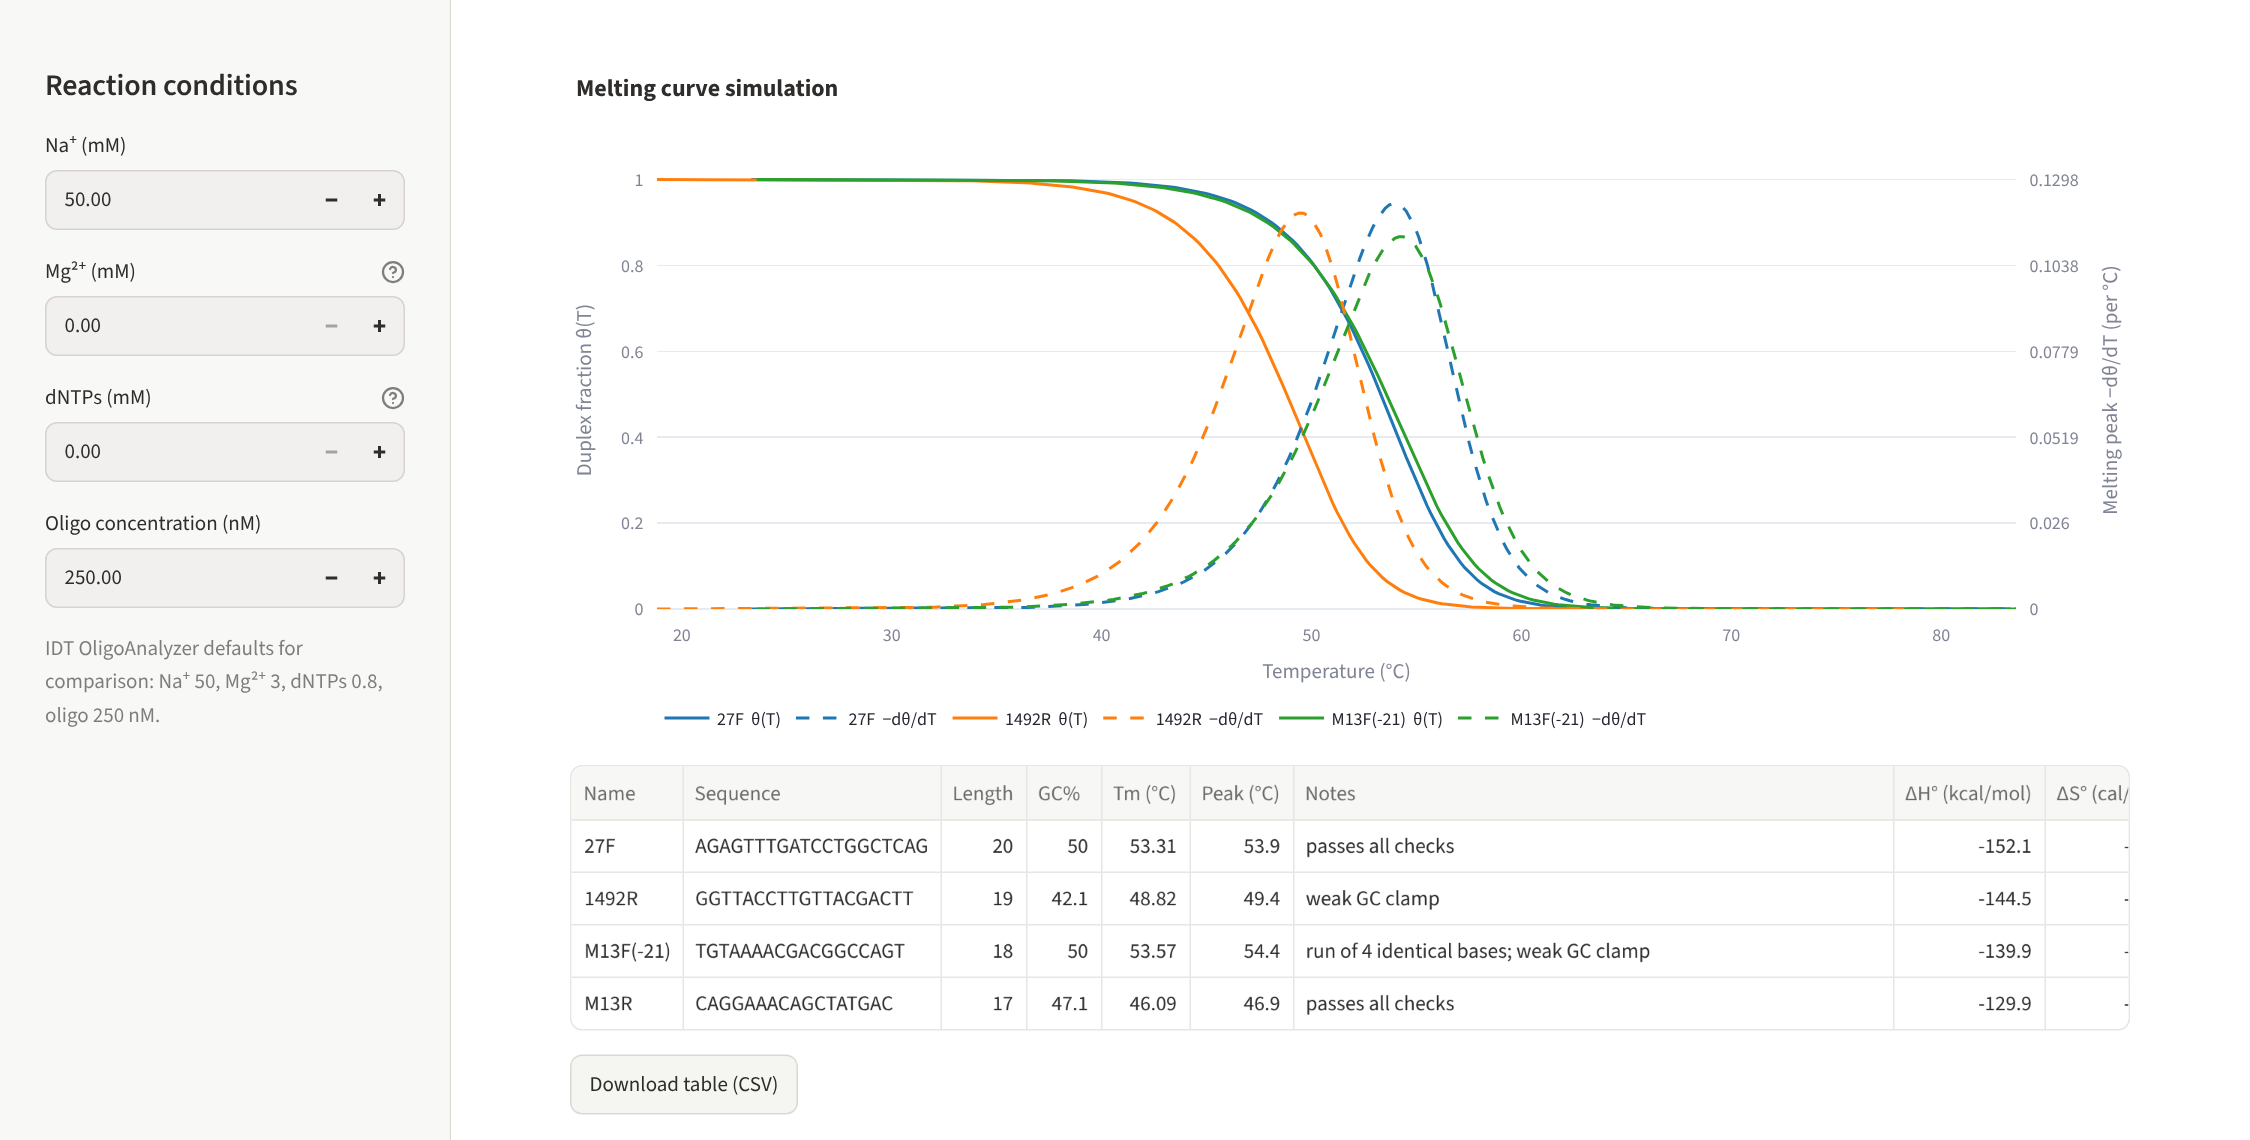 Reaction conditions
Na⁺ (mM)
50.00 − +
Mg²⁺ (mM) ?
0.00 − +
dNTPs (mM) ?
0.00 − +
Oligo concentration (nM)
250.00 − +
IDT OligoAnalyzer defaults for
comparison: Na⁺ 50, Mg²⁺ 3, dNTPs 0.8,
oligo 250 nM.
Melting curve simulation
Duplex fraction θ(T)
1
0.8
0.6
0.4
0.2
0
0.1298
0.1038
0.0779
0.0519
0.026
0
Melting peak −dθ/dT (per °C)
20 30 40 50 60 70 80
Temperature (°C)
27F θ(T) 27F −dθ/dT 1492R θ(T) 1492R −dθ/dT M13F(-21) θ(T) M13F(-21) −dθ/dT
Name Sequence Length GC% Tm (°C) Peak (°C) Notes ΔH° (kcal/mol) ΔS° (cal/
27F AGAGTTTGATCCTGGCTCAG 20 50 53.31 53.9 passes all checks -152.1 -
1492R GGTTACCTTGTTACGACTT 19 42.1 48.82 49.4 weak GC clamp -144.5 -
M13F(-21) TGTAAAACGACGGCCAGT 18 50 53.57 54.4 run of 4 identical bases; weak GC clamp -139.9 -
M13R CAGGAAACAGCTATGAC 17 47.1 46.09 46.9 passes all checks -129.9 -
Download table (CSV)